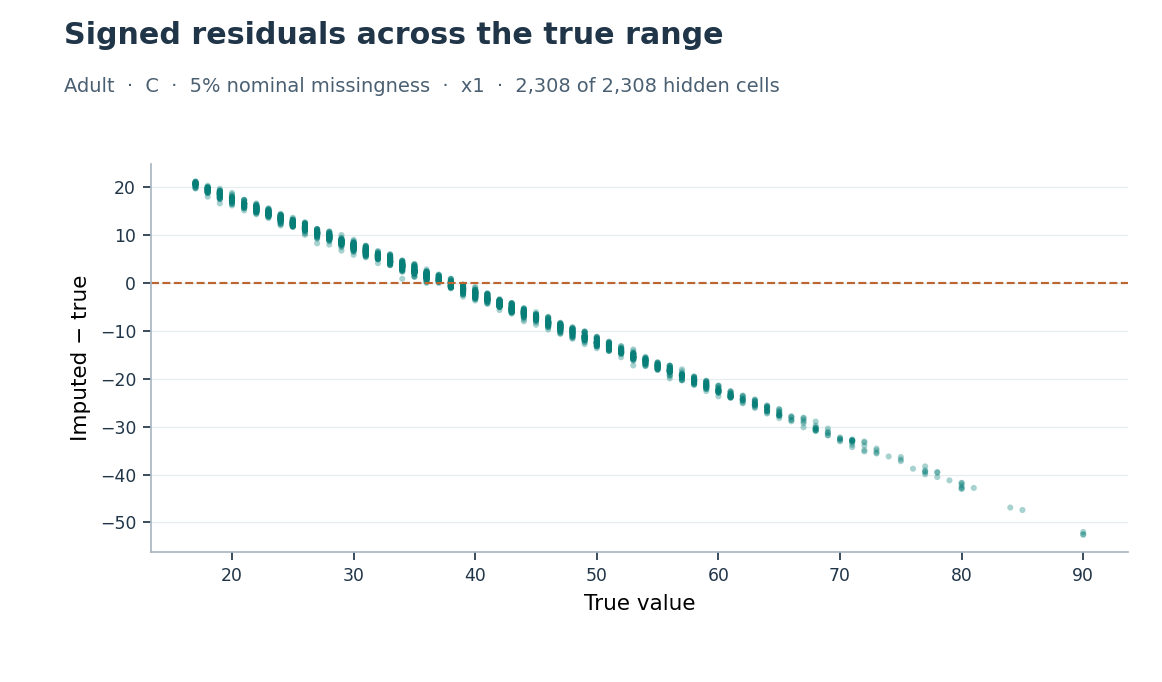 Signed residuals across the true range
Adult · C · 5% nominal missingness · x1 · 2,308 of 2,308 hidden cells
Imputed − true
20
10
0
−10
−20
−30
−40
−50
20 30 40 50 60 70 80 90
True value